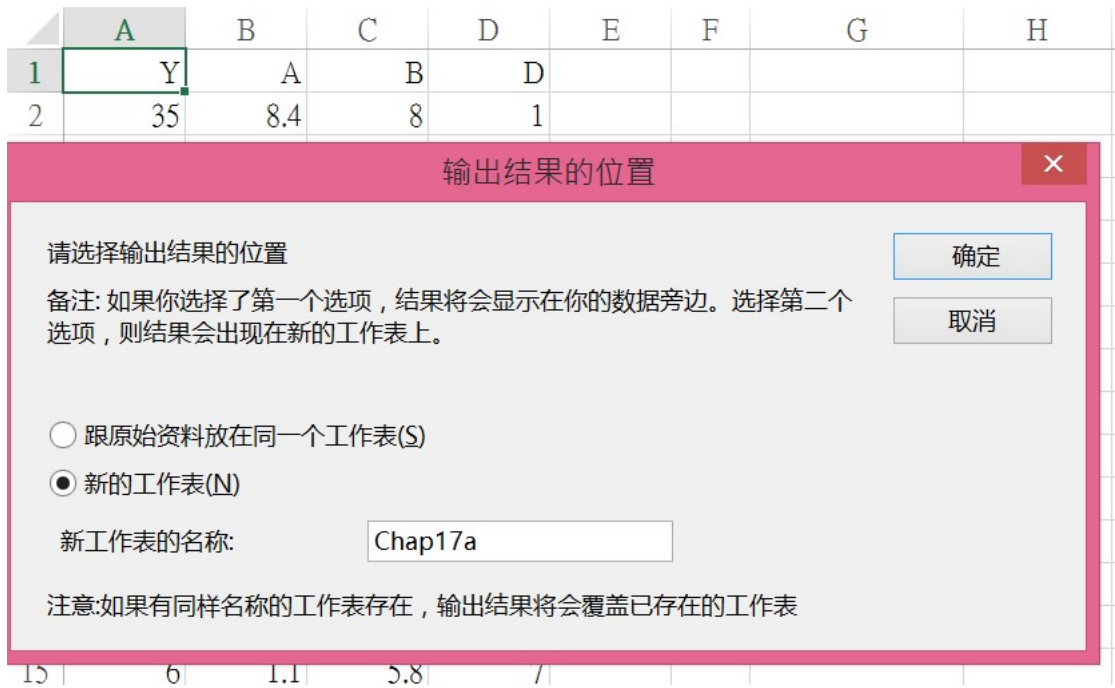 A B C D E F G H
1 Y A B D
2 35 8.4 8 1
输出结果的位置
请选择输出结果的位置
确定
备注: 如果你选择了第一个选项，结果将会显示在你的数据旁边。选择第二个
选项，则结果会出现在新的工作表上。
取消
跟原始资料放在同一个工作表(S)
新的工作表(N)
新工作表的名称: Chap17a
注意:如果有同样名称的工作表存在，输出结果将会覆盖已存在的工作表
15 6 1.1 5.8 7